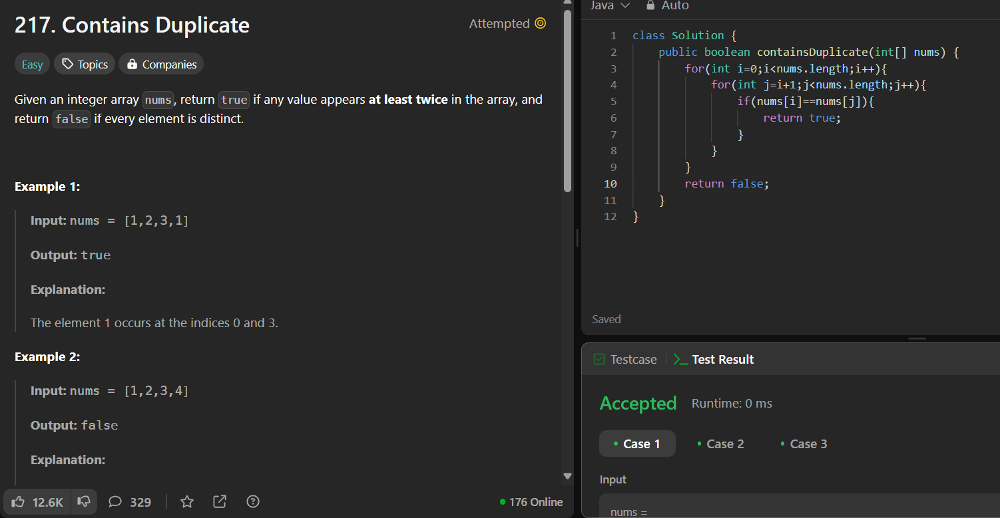 217. Contains Duplicate
Attempted
Easy
Topics
Companies
Given an integer array nums, return true if any value appears at least twice in the array, and
return false if every element is distinct.
Example 1:
Input: nums = [1,2,3,1]
Output: true
Explanation:
The element 1 occurs at the indices 0 and 3.
Example 2:
Input: nums = [1,2,3,4]
Output: false
Explanation:
12.6K
329
176 Online
Java
Auto
1 class Solution {
2     public boolean containsDuplicate(int[] nums) {
3         for(int i=0;i<nums.length;i++){
4             for(int j=i+1;j<nums.length;j++){
5                 if(nums[i]==nums[j]){
6                     return true;
7                 }
8             }
9         }
10         return false;
11     }
12 }
Saved
Testcase
Test Result
Accepted
Runtime: 0 ms
Case 1
Case 2
Case 3
Input
nums =